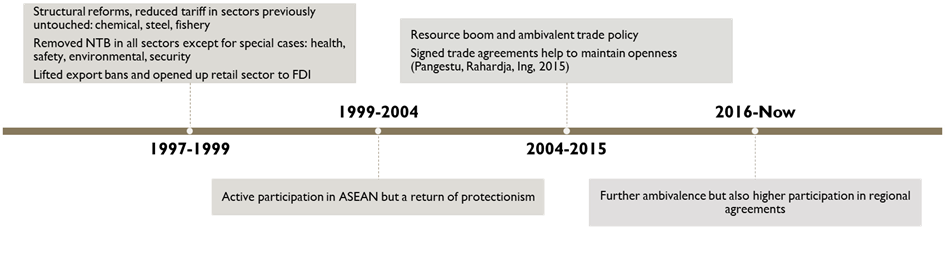 Structural reforms, reduced tariff in sectors previously
untouched: chemical, steel, fishery
Removed NTB in all sectors except for special cases: health,
safety, environmental, security
Lifted export bans and opened up retail sector to FDI
1997-1999
1999-2004
Active participation in ASEAN but a return of protectionism
Resource boom and ambivalent trade policy
Signed trade agreements help to maintain openness
(Pangestu, Rahardja, Ing, 2015)
2004-2015
2016-Now
Further ambivalence but also higher participation in regional
agreements